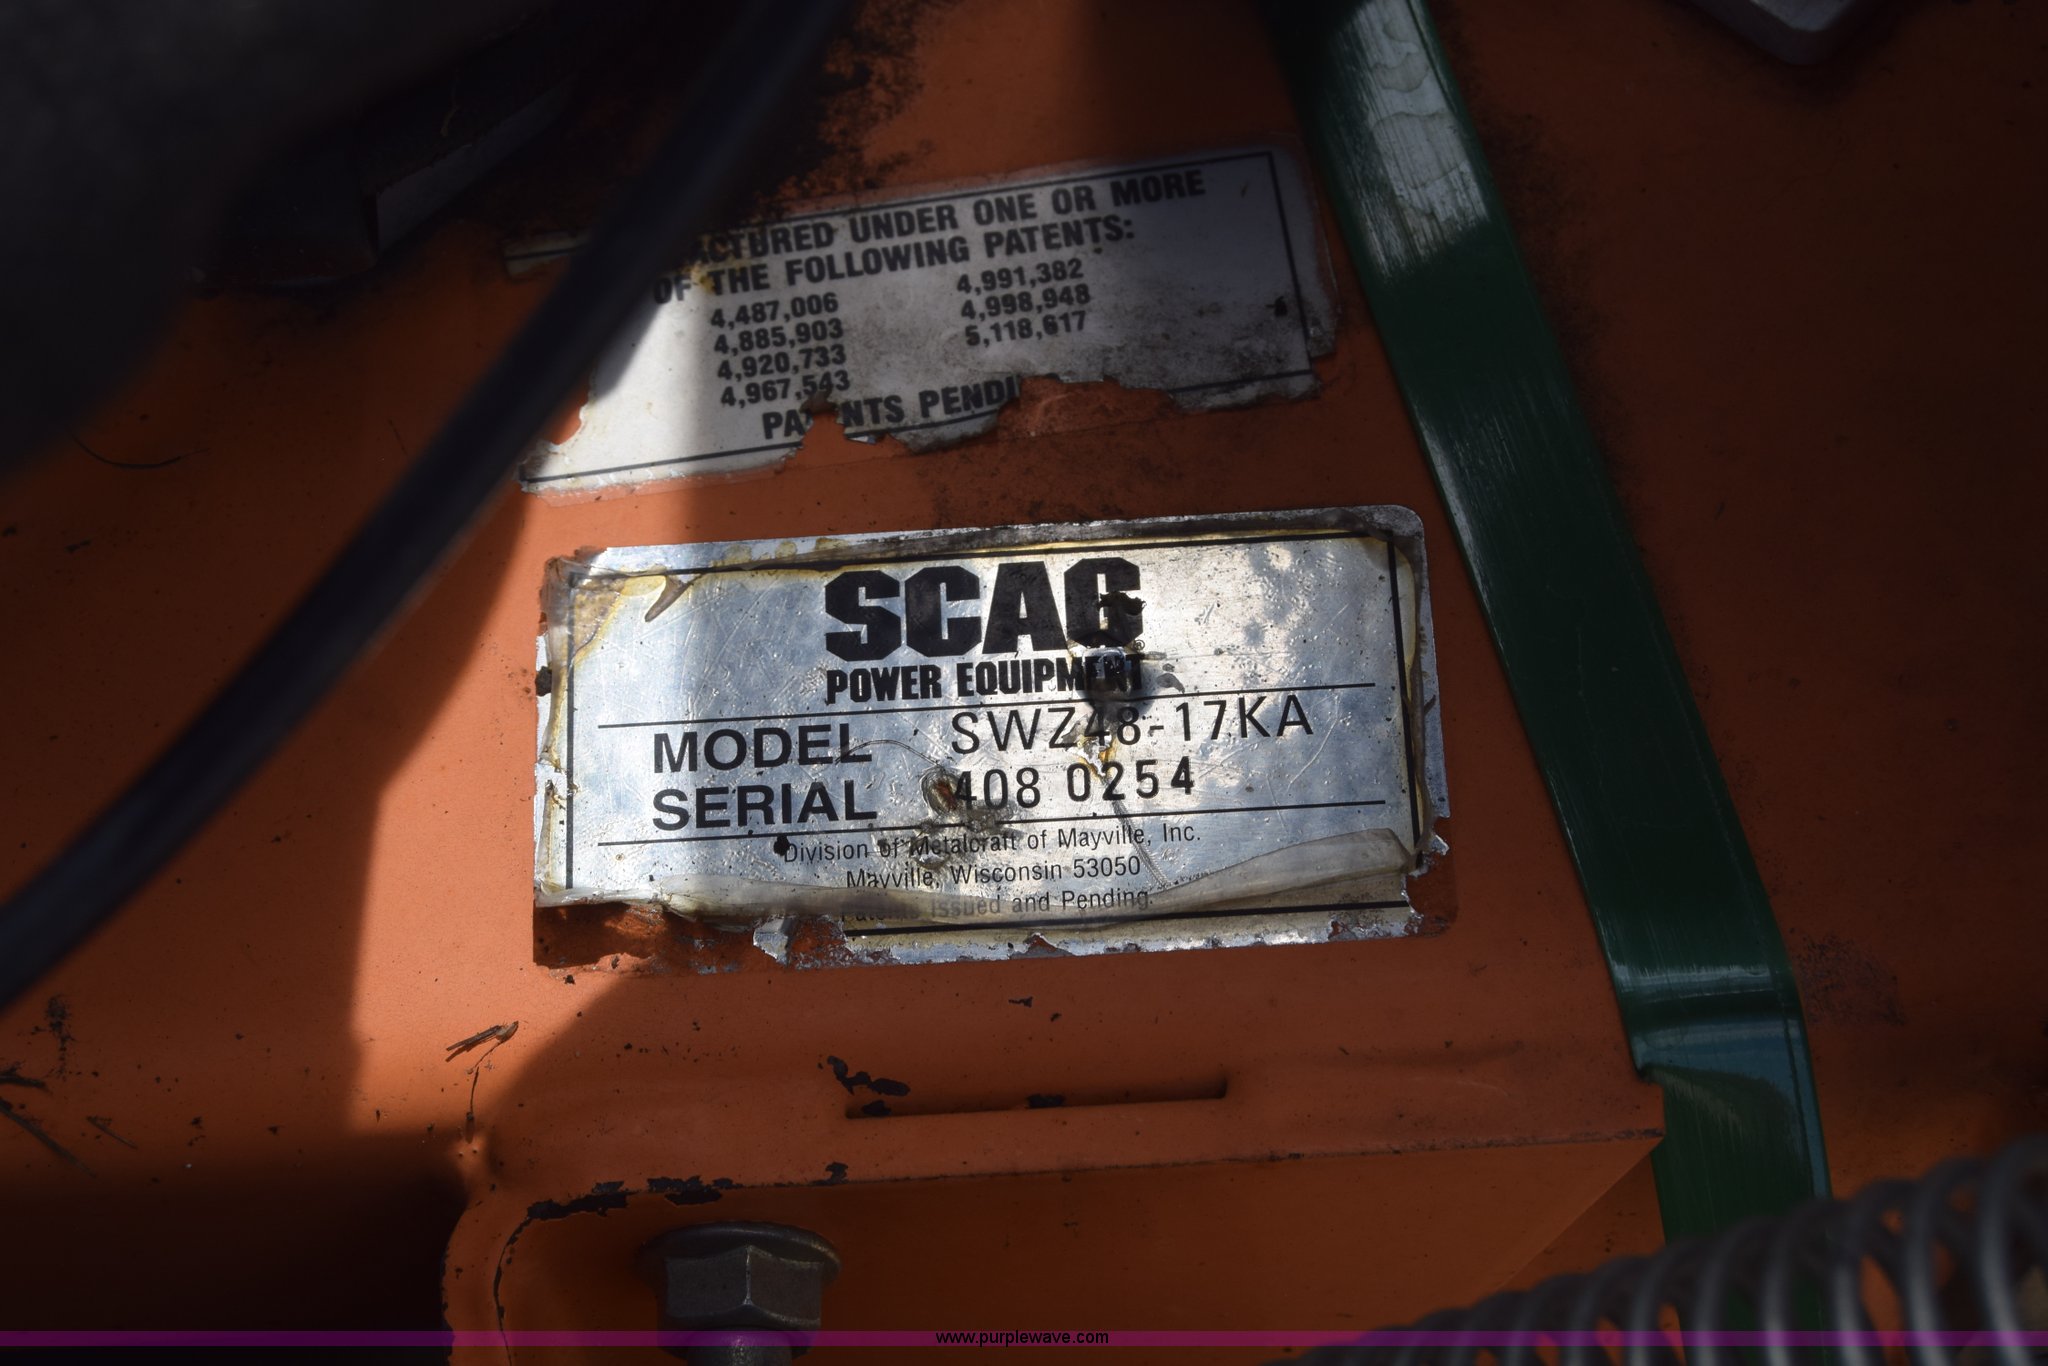 UNDER ONE OR MORE
OF THE FOLLOWING PATENTS:
4,487,006 4,991,382
4,885,903 4,998,948
4,920,733 5,118,617
4,967,543
PATENTS PENDI
SCAG
POWER EQUIPMENT
MODEL SWZ48-17KA
SERIAL 408 0254
Division of Metalcraft of Mayville, Inc.
Mayville, Wisconsin 53050
Patents Issued and Pending.
www.purplewave.com